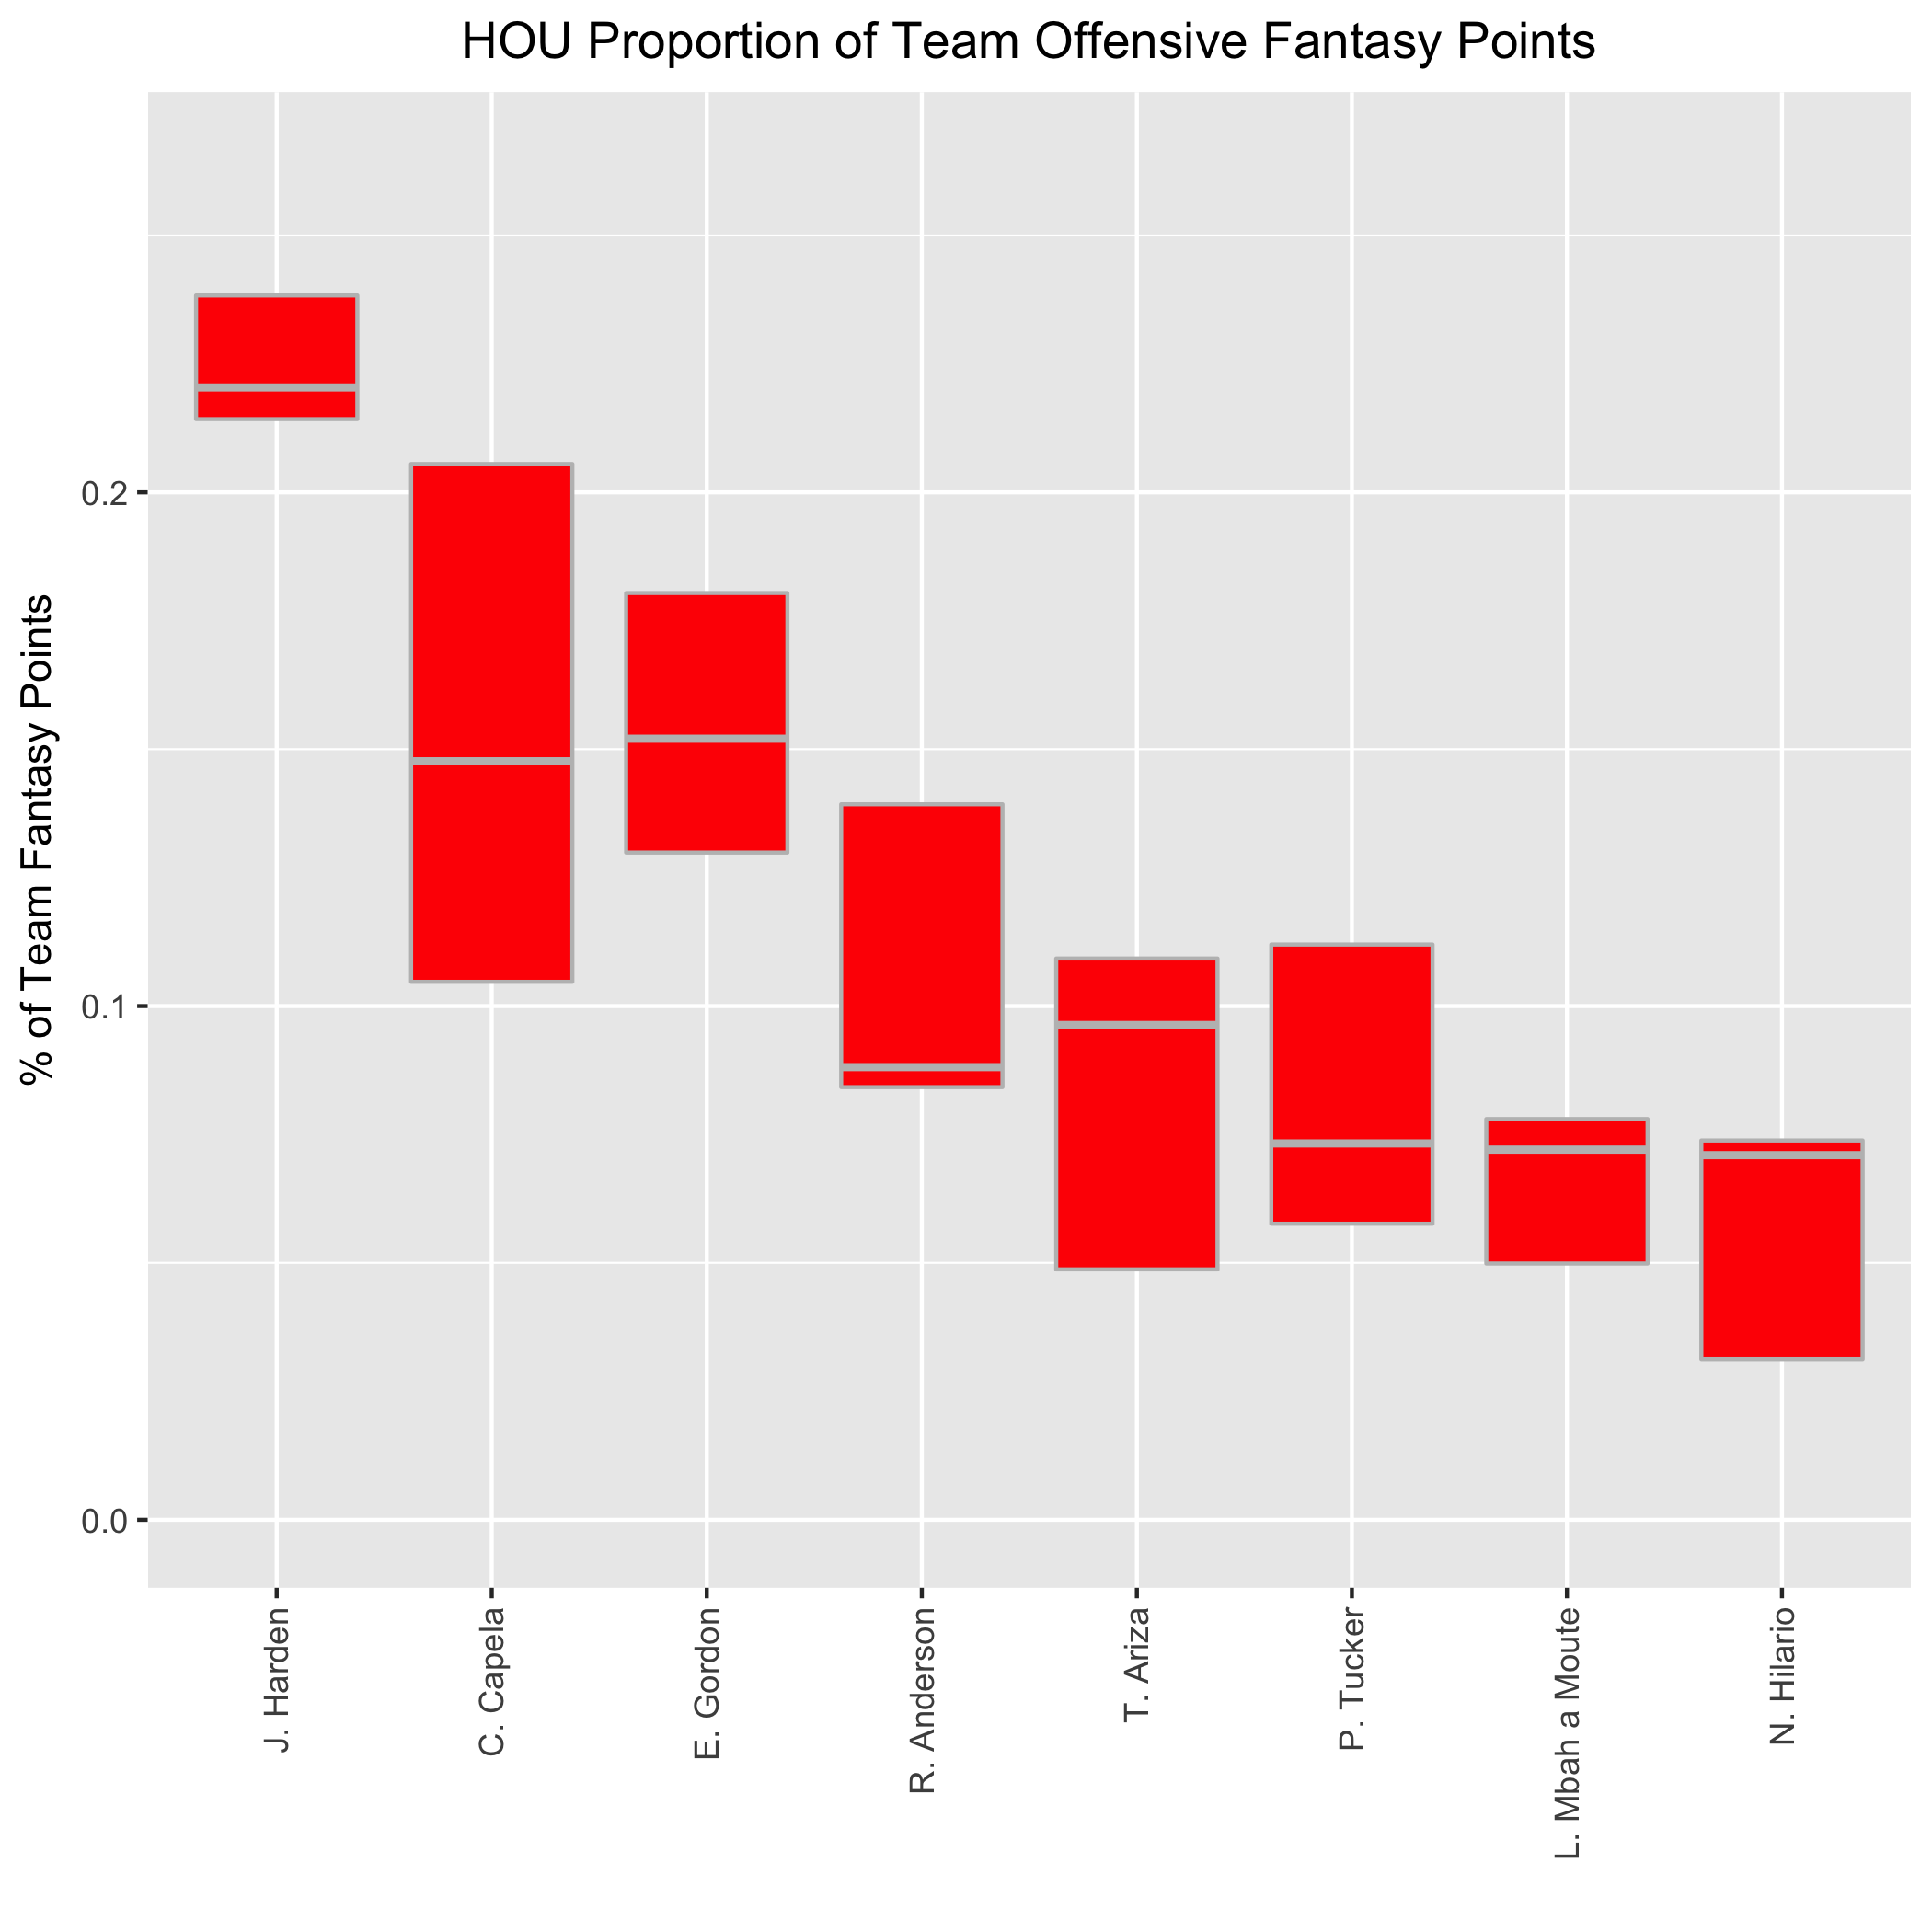 HOU Proportion of Team Offensive Fantasy Points
% of Team Fantasy Points
0.2
0.1
0.0
J. Harden
C. Capela
E. Gordon
R. Anderson
T. Ariza
P. Tucker
L. Mbah a Moute
N. Hilario